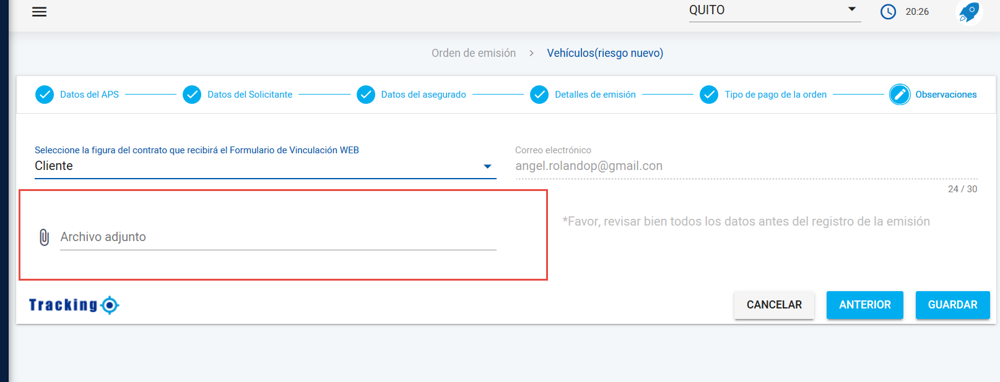 QUITO
20:26
Orden de emisión > Vehículos(riesgo nuevo)
Datos del APS
Datos del Solicitante
Datos del asegurado
Detalles de emisión
Tipo de pago de la orden
Observaciones
Seleccione la figura del contrato que recibirá el Formulario de Vinculación WEB
Cliente
Correo electrónico
angel.rolandop@gmail.con
24 / 30
Archivo adjunto
*Favor, revisar bien todos los datos antes del registro de la emisión
Tracking
CANCELAR
ANTERIOR
GUARDAR